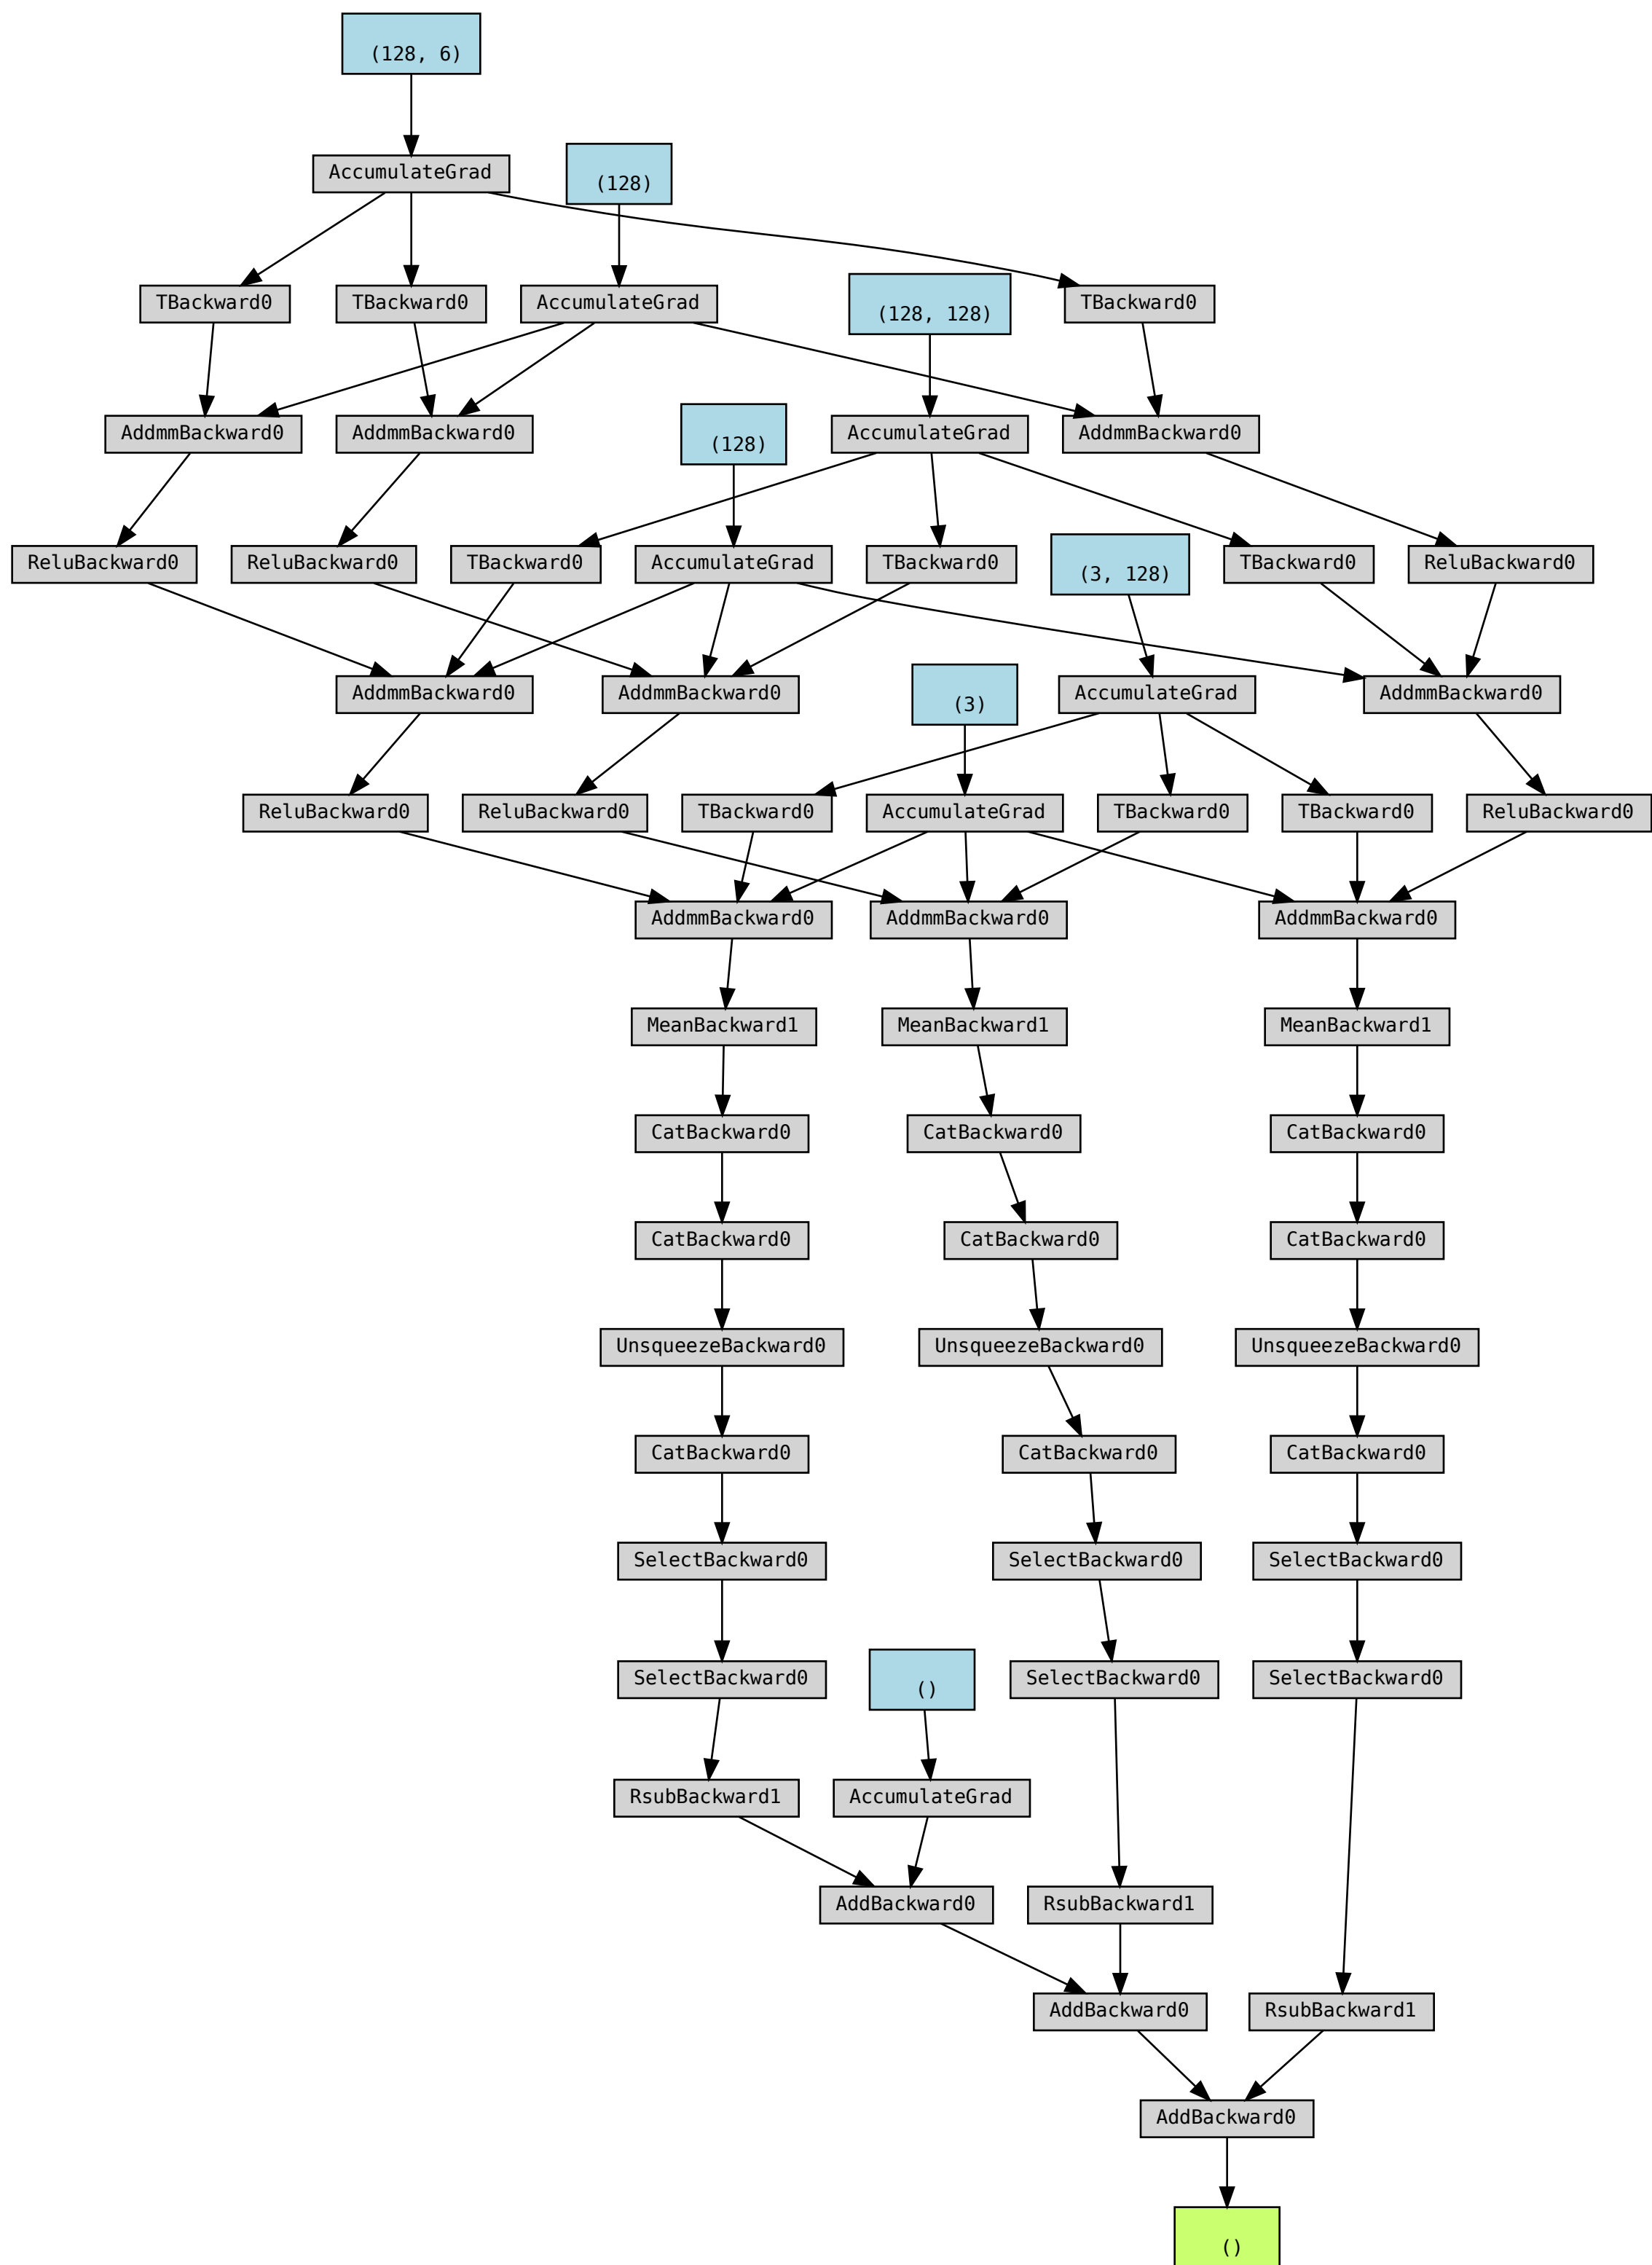 (128, 6)
AccumulateGrad
(128)
TBackward0
TBackward0
AccumulateGrad
(128, 128)
TBackward0
AddmmBackward0
AddmmBackward0
(128)
AccumulateGrad
AddmmBackward0
ReluBackward0
ReluBackward0
TBackward0
AccumulateGrad
TBackward0
(3, 128)
TBackward0
ReluBackward0
AddmmBackward0
AddmmBackward0
(3)
AccumulateGrad
AddmmBackward0
ReluBackward0
ReluBackward0
TBackward0
AccumulateGrad
TBackward0
TBackward0
ReluBackward0
AddmmBackward0
AddmmBackward0
AddmmBackward0
MeanBackward1
MeanBackward1
MeanBackward1
CatBackward0
CatBackward0
CatBackward0
CatBackward0
CatBackward0
CatBackward0
UnsqueezeBackward0
UnsqueezeBackward0
UnsqueezeBackward0
CatBackward0
CatBackward0
CatBackward0
SelectBackward0
SelectBackward0
SelectBackward0
SelectBackward0
()
SelectBackward0
SelectBackward0
RsubBackward1
AccumulateGrad
AddBackward0
RsubBackward1
AddBackward0
RsubBackward1
AddBackward0
()